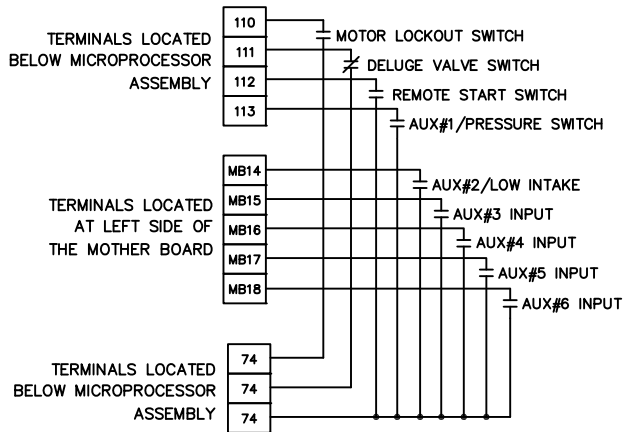 TERMINALS LOCATED
BELOW MICROPROCESSOR
ASSEMBLY
110
111
112
113
MOTOR LOCKOUT SWITCH
DELUGE VALVE SWITCH
REMOTE START SWITCH
AUX#1/PRESSURE SWITCH
TERMINALS LOCATED
AT LEFT SIDE OF
THE MOTHER BOARD
MB14
MB15
MB16
MB17
MB18
AUX#2/LOW INTAKE
AUX#3 INPUT
AUX#4 INPUT
AUX#5 INPUT
AUX#6 INPUT
TERMINALS LOCATED
BELOW MICROPROCESSOR
ASSEMBLY
74
74
74